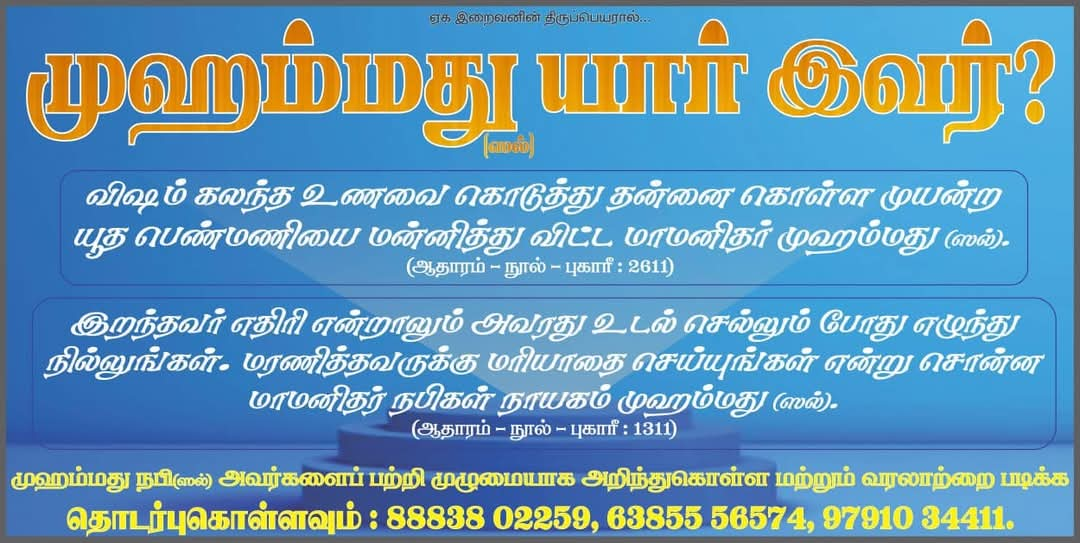 ஏக இறைவனின் திருப்பெயரால்...
முஹம்மது யார் இவர்?
(ஸல்)
விஷம் கலந்த உணவை கொடுத்து தன்னை கொள்ள முயன்ற
யூத பெண்மணியை மன்னித்து விட்ட மாமனிதர் முஹம்மது (ஸல்).
(ஆதாரம் – நூல் – புகாரீ : 2611)
இறந்தவர் எதிரி என்றாலும் அவரது உடல் செல்லும் போது எழுந்து
நில்லுங்கள். மரணித்தவருக்கு மரியாதை செய்யுங்கள் என்று சொன்ன
மாமனிதர் நபிகள் நாயகம் முஹம்மது (ஸல்).
(ஆதாரம் – நூல் – புகாரீ : 1311)
முஹம்மது நபி(ஸல்) அவர்களைப் பற்றி முழுமையாக அறிந்துகொள்ள மற்றும் வரலாற்றை படிக்க
தொடர்புகொள்ளவும் : 88838 02259, 63855 56574, 97910 34411.